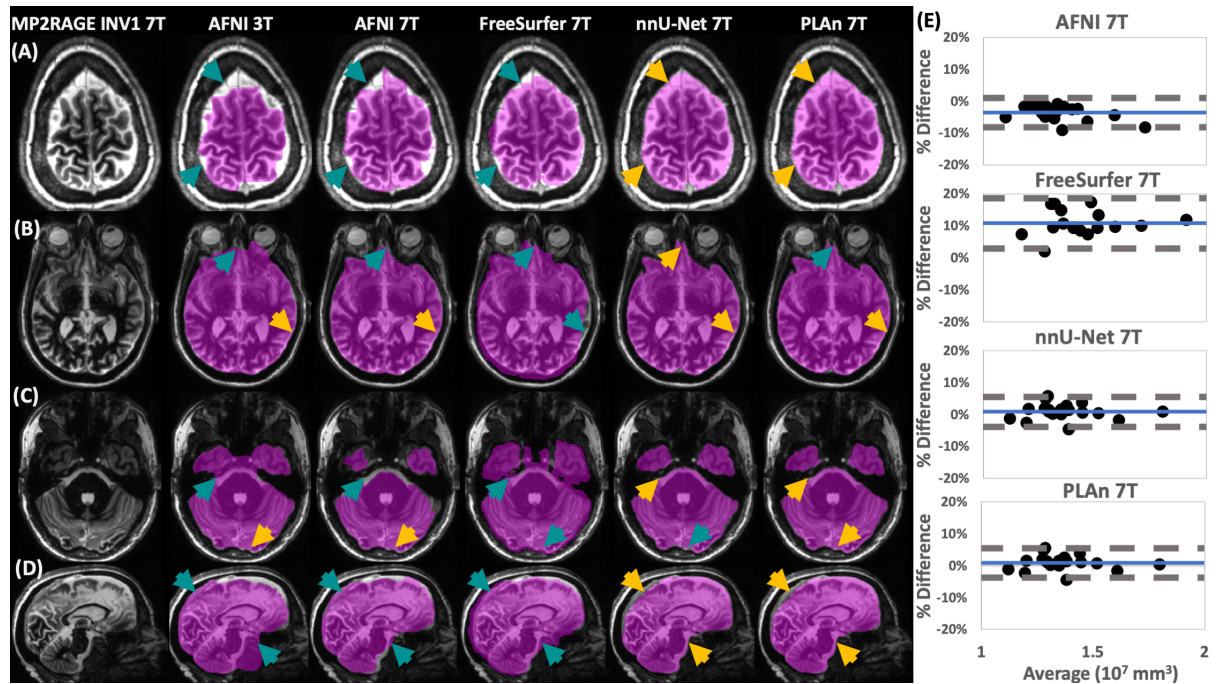 MP2RAGE INV1 7T AFNI 3T AFNI 7T FreeSurfer 7T nnU-Net 7T PLAn 7T
(A)
(B)
(C)
(D)
(E)
AFNI 7T
20%
10%
0%
-10%
-20%
% Difference
FreeSurfer 7T
20%
10%
0%
-10%
-20%
% Difference
nnU-Net 7T
20%
10%
0%
-10%
-20%
% Difference
PLAn 7T
20%
10%
0%
-10%
-20%
% Difference
1 1.5 2
Average (10⁷ mm³)